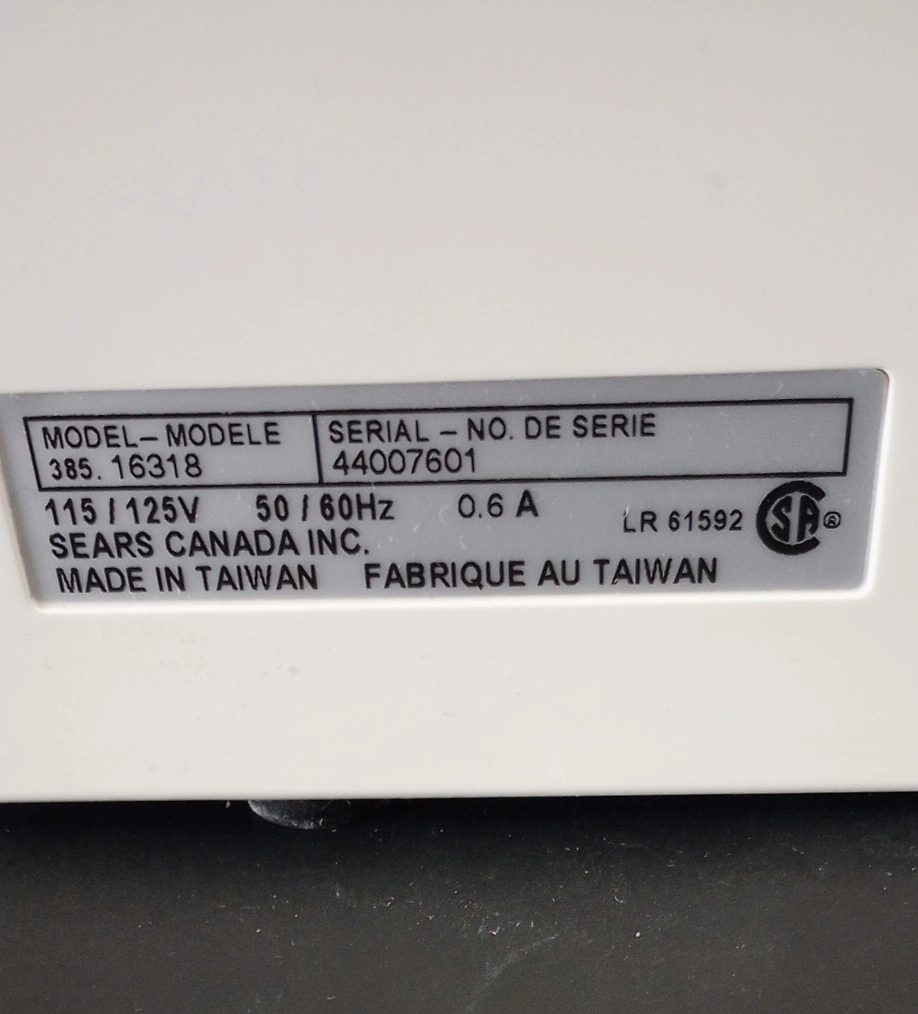 MODEL–MODELE SERIAL – NO. DE SERIE
385. 16318 44007601
115 / 125V 50 / 60Hz 0.6 A LR 61592 CSA ®
SEARS CANADA INC.
MADE IN TAIWAN FABRIQUE AU TAIWAN